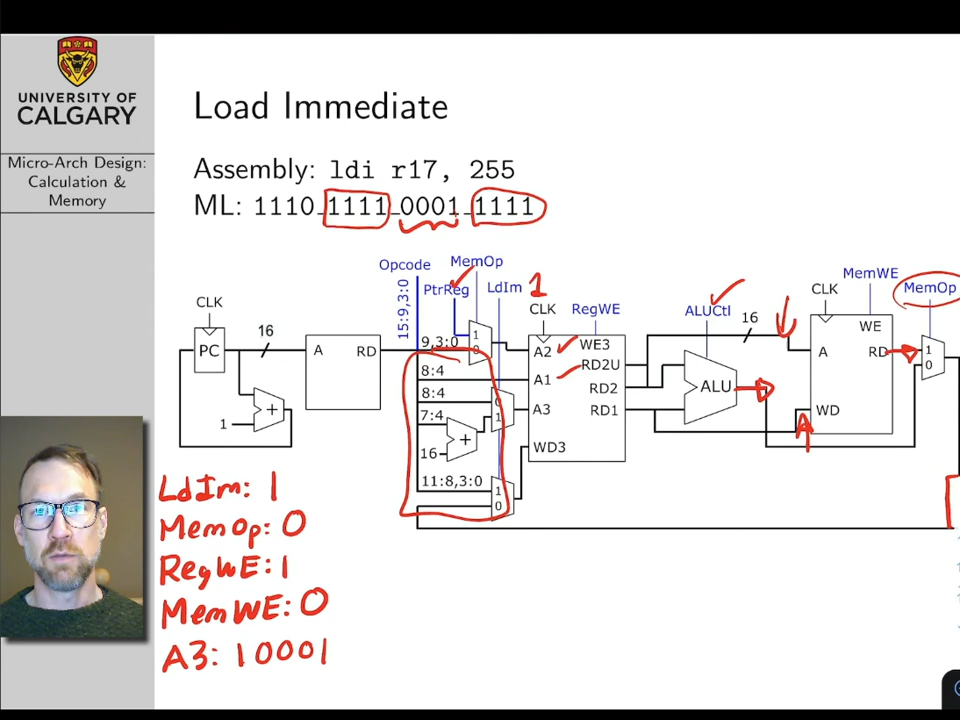 UNIVERSITY OF
CALGARY
Micro-Arch Design:
Calculation &
Memory
Load Immediate
Assembly: ldi r17, 255
ML: 1110_1111_0001_1111
Opcode
MemOp
PtrReg
LdIm 1
15:9,3:0
CLK
RegWE
ALUCtl
16
CLK
MemWE
MemOp
CLK
PC
16
A
RD
9,3:0
1
0
A2
WE3
8:4
A1
RD2U
8:4
0
RD2
7:4
1
A3
RD1
ALU
WE
A
RD
1
0
WD
+
1
+
16
WD3
11:8,3:0
1
0
LdIm: 1
MemOp: 0
RegWE: 1
MemWE: 0
A3: 10001